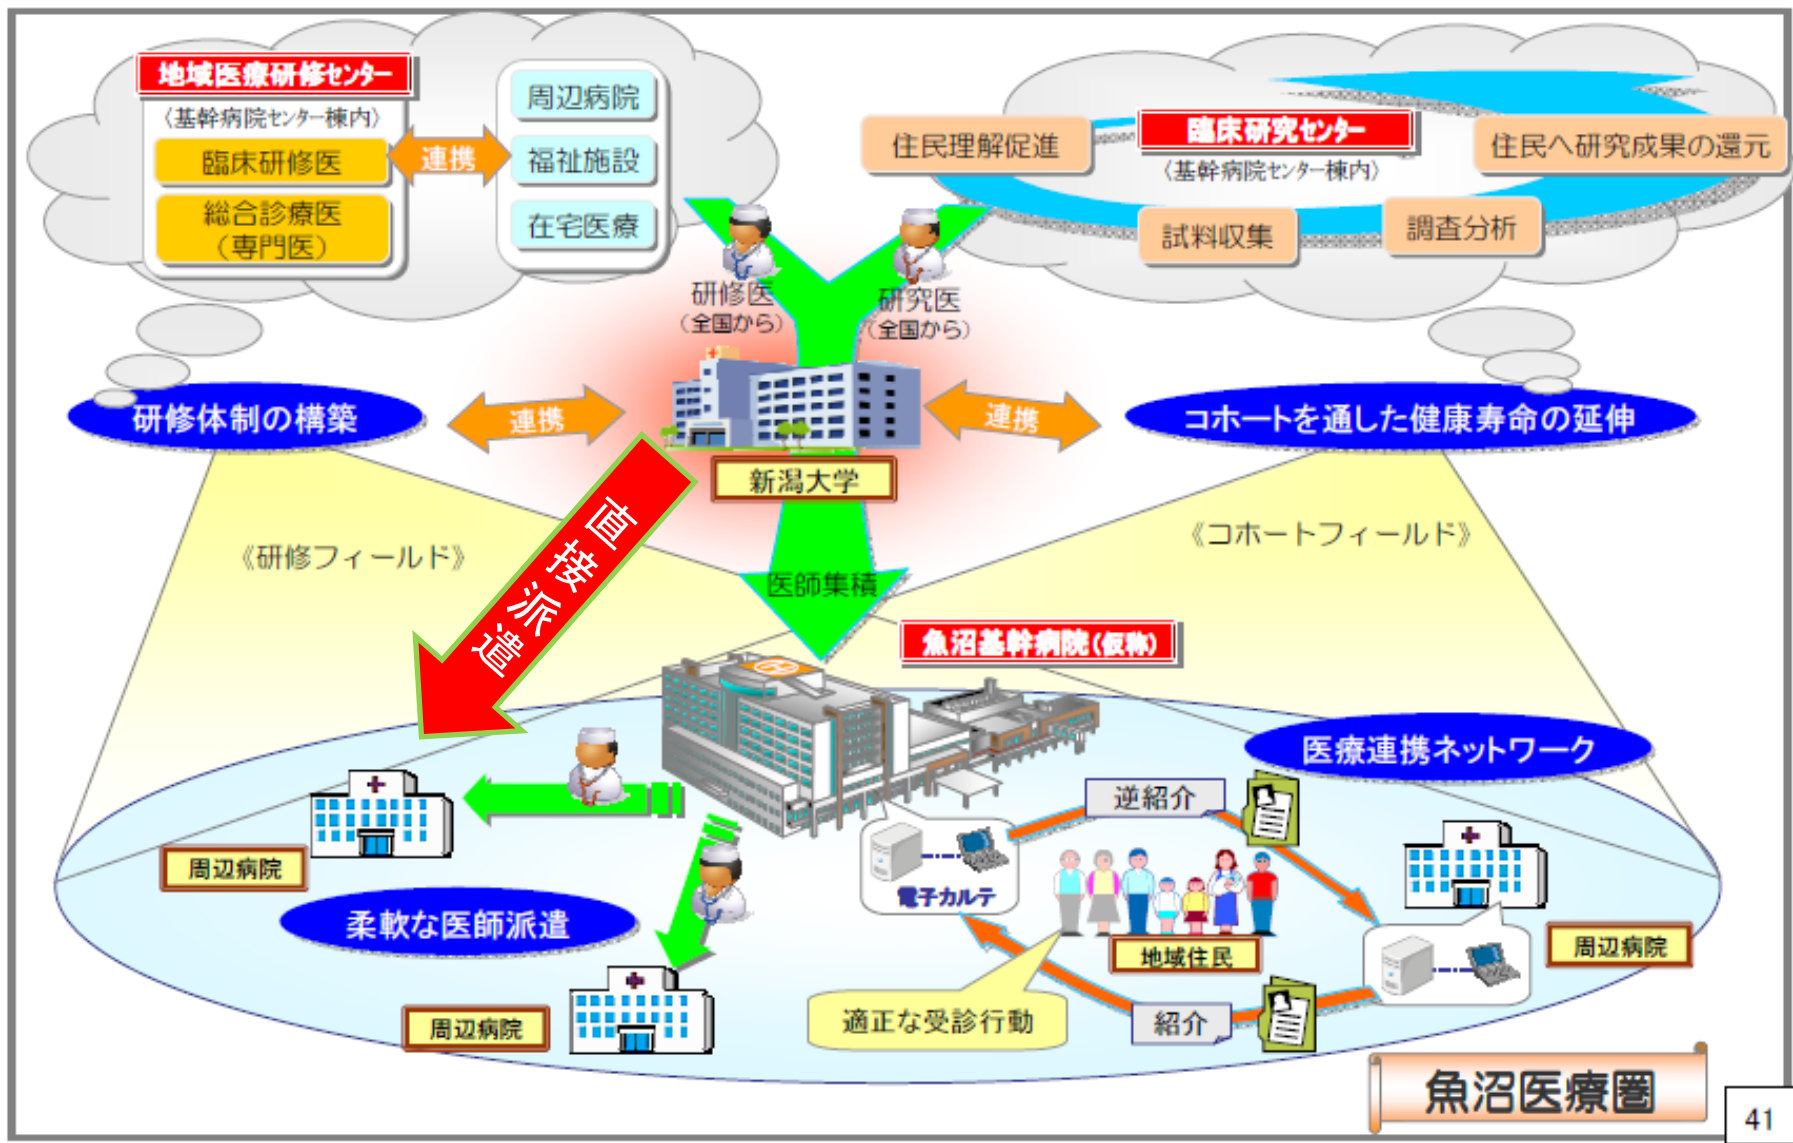 地域医療研修センター
〈基幹病院センター棟内〉
臨床研修医
総合診療医
（専門医）
連携
周辺病院
福祉施設
在宅医療
住民理解促進
臨床研究センター
〈基幹病院センター棟内〉
住民へ研究成果の還元
試料収集
調査分析
研修医
（全国から）
研究医
（全国から）
研修体制の構築
連携
連携
コホートを通した健康寿命の延伸
新潟大学
直接派遣
《研修フィールド》
《コホートフィールド》
医師集積
魚沼基幹病院(仮称)
医療連携ネットワーク
逆紹介
周辺病院
電子カルテ
柔軟な医師派遣
地域住民
周辺病院
周辺病院
適正な受診行動
紹介
魚沼医療圏
41